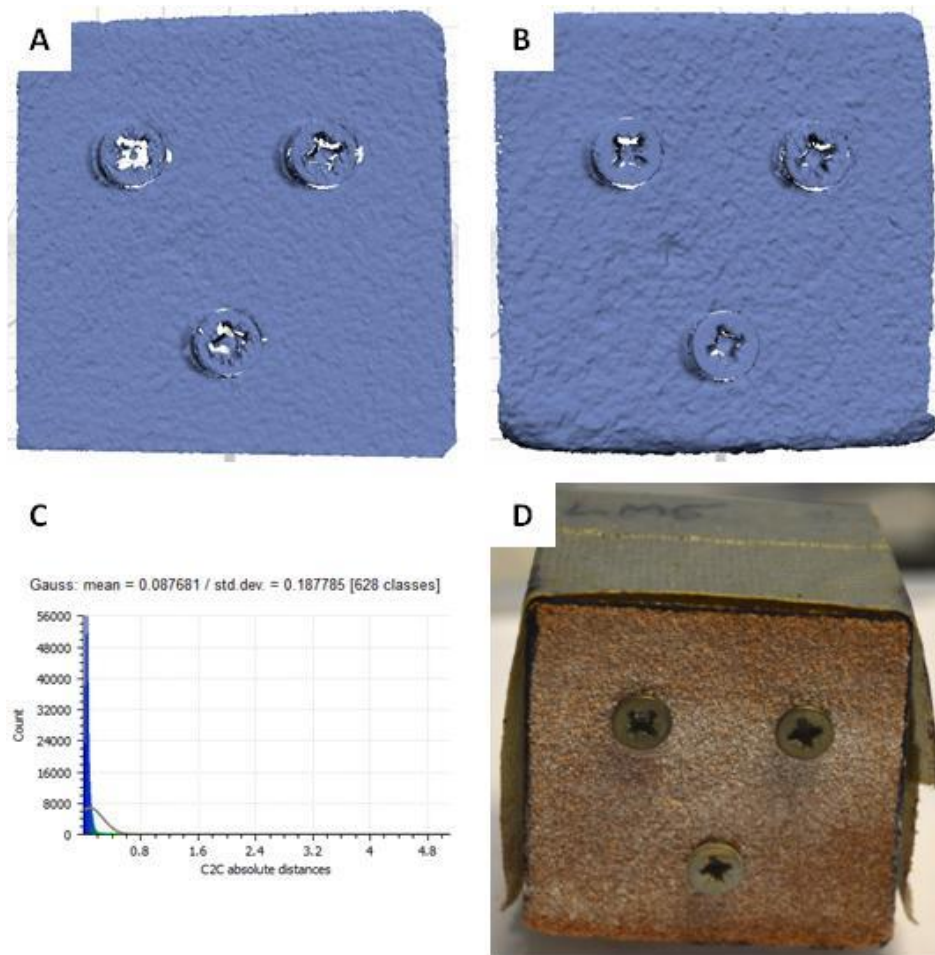 A
B
C
D
Gauss: mean = 0.087681 / std.dev. = 0.187785 [628 classes]
56000
48000
40000
32000
24000
16000
8000
0
Count
0.8 1.6 2.4 3.2 4 4.8
C2C absolute distances
LMC